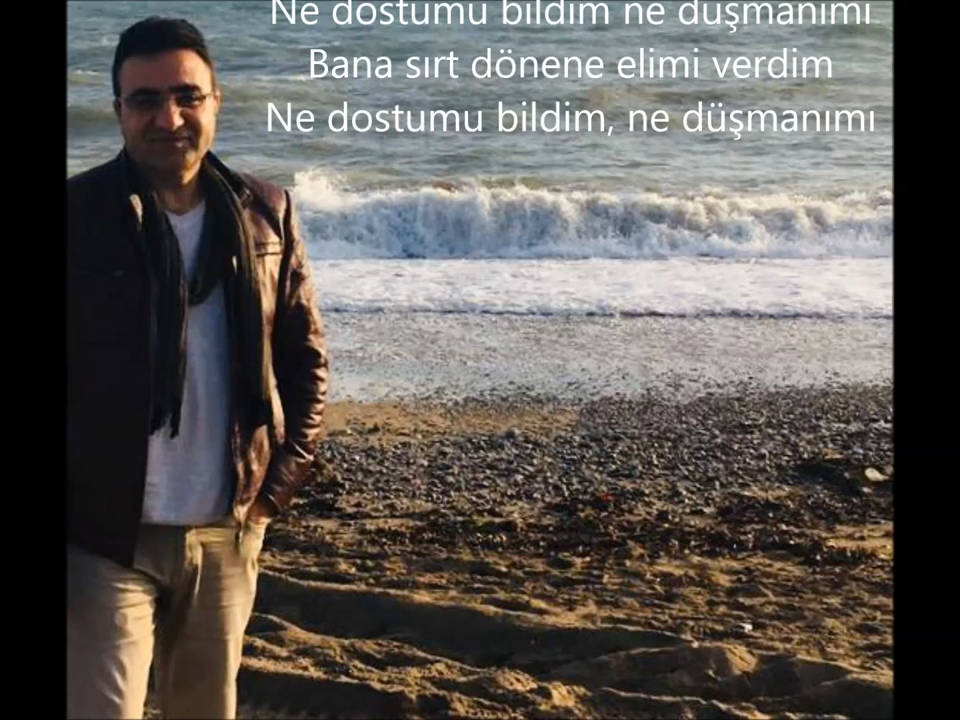 Ne dostumu bildim ne düşmanımı
Bana sırt dönene elimi verdim
Ne dostumu bildim, ne düşmanımı